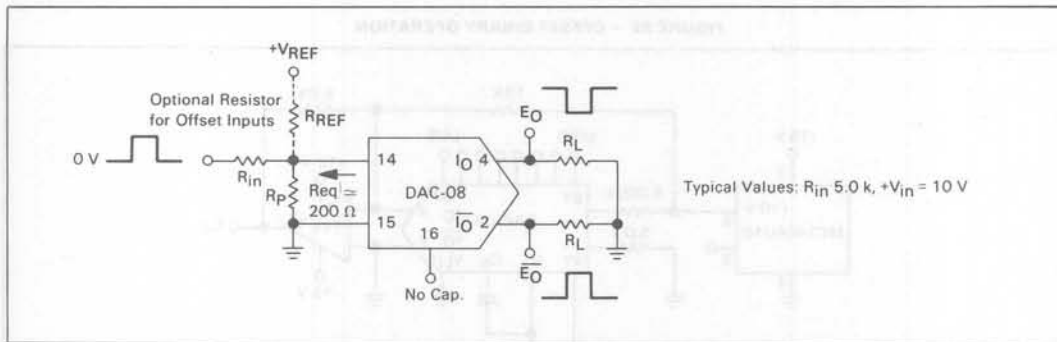 +VREF
Optional Resistor
for Offset Inputs
RREF
0 V
Rin
RP
Req ≃
200 Ω
14
15
16
DAC-08
IO 4
IO 2
EO
EO
RL
RL
No Cap.
Typical Values: Rin 5.0 k, +Vin = 10 V